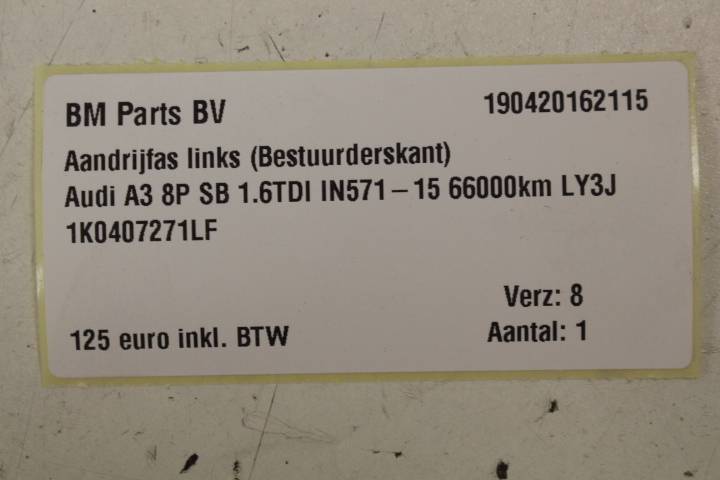 BM Parts BV 190420162115
Aandrijfas links (Bestuurderskant)
Audi A3 8P SB 1.6TDI IN571-15 66000km LY3J
1K0407271LF
Verz: 8
125 euro inkl. BTW Aantal: 1